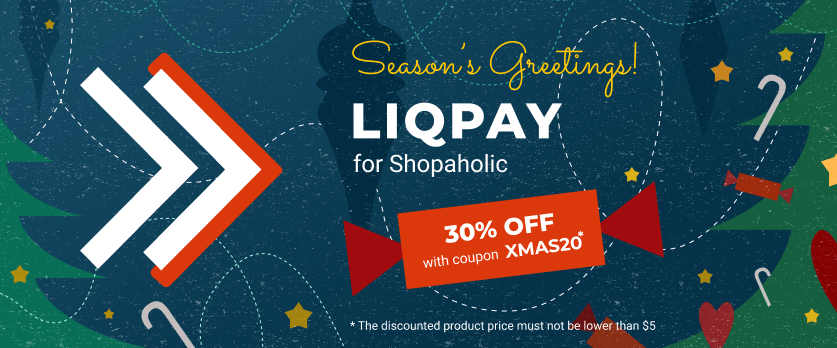 Season's Greetings!
LIQPAY
for Shopaholic
30% OFF
with coupon XMAS20*
* The discounted product price must not be lower than $5